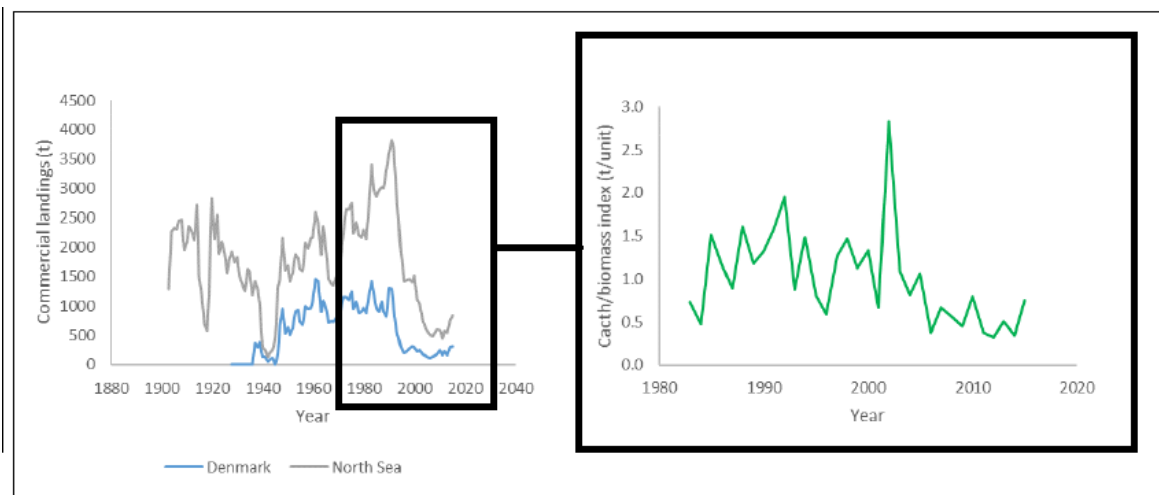 4500
4000
3500
3000
2500
2000
1500
1000
500
0
Commercial landings (t)
1880 1900 1920 1940 1960 1980 2000 2020 2040
Year
Denmark North Sea
3.0
2.5
2.0
1.5
1.0
0.5
0.0
Cacth/biomass index (t/unit)
1980 1990 2000 2010 2020
Year